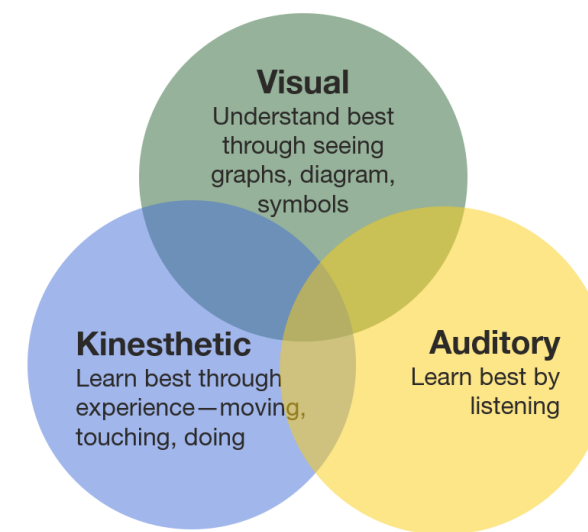 Visual
Understand best
through seeing
graphs, diagram,
symbols
Kinesthetic
Learn best through
experience—moving,
touching, doing
Auditory
Learn best by
listening